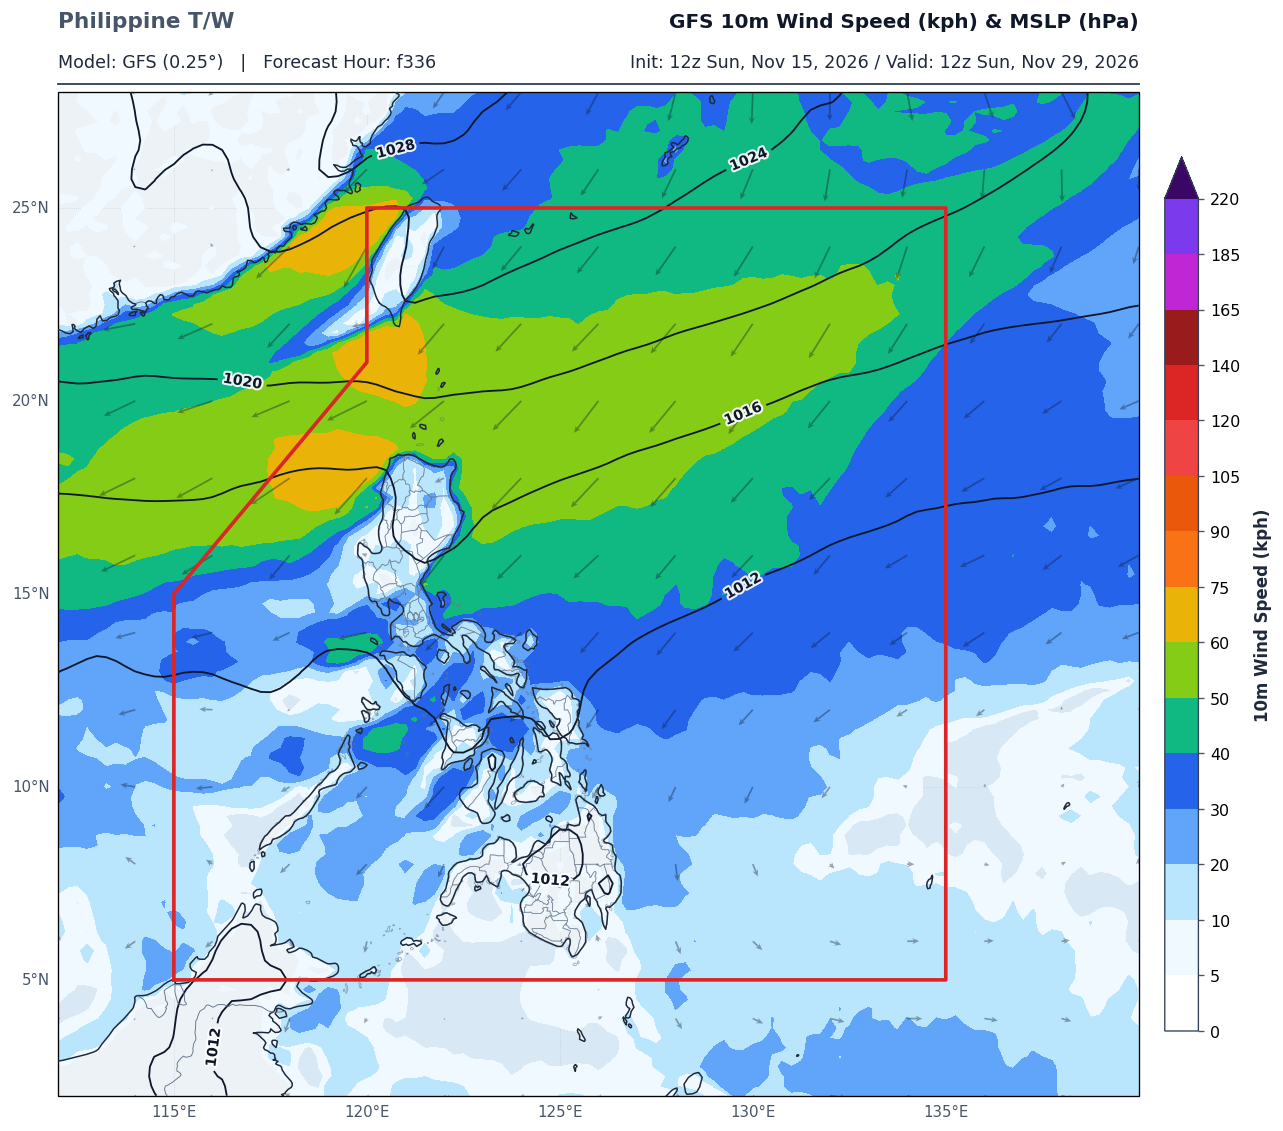 Philippine T/W
GFS 10m Wind Speed (kph) & MSLP (hPa)
Model: GFS (0.25°) | Forecast Hour: f336
Init: 12z Sun, Nov 15, 2026 / Valid: 12z Sun, Nov 29, 2026
1028
1024
1020
1016
1012
1012
1012
25°N
20°N
15°N
10°N
5°N
115°E
120°E
125°E
130°E
135°E
220
185
165
140
120
105
90
75
60
50
40
30
20
10
5
0
10m Wind Speed (kph)